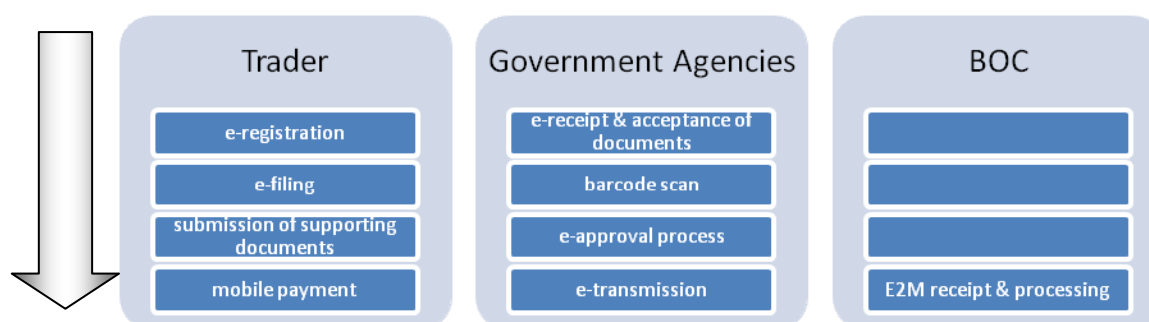 Trader
e-registration
e-filing
submission of supporting
documents
mobile payment
Government Agencies
e-receipt & acceptance of
documents
barcode scan
e-approval process
e-transmission
BOC
E2M receipt & processing